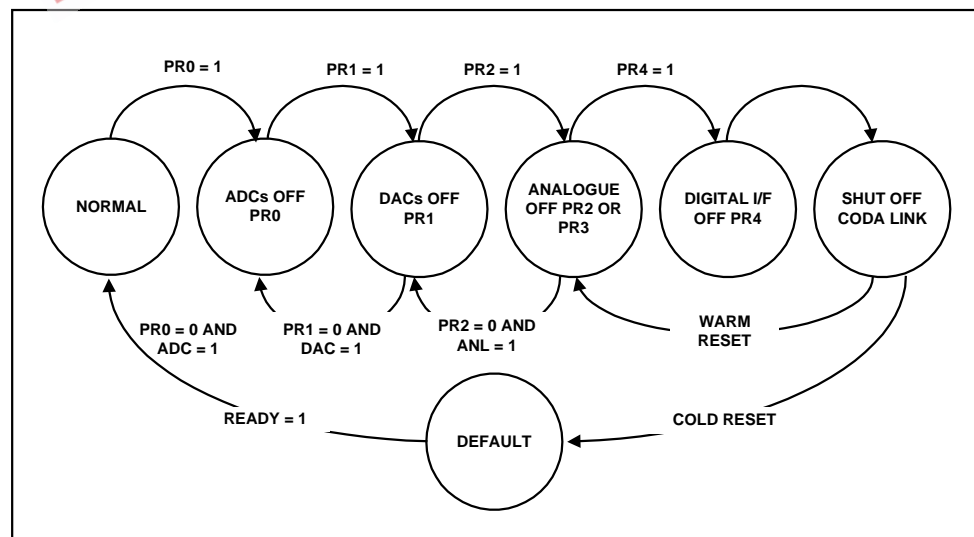 PR0 = 1
PR1 = 1
PR2 = 1
PR4 = 1
NORMAL
ADCs OFF
PR0
DACs OFF
PR1
ANALOGUE
OFF PR2 OR
PR3
DIGITAL I/F
OFF PR4
SHUT OFF
CODA LINK
PR0 = 0 AND
ADC = 1
PR1 = 0 AND
DAC = 1
PR2 = 0 AND
ANL = 1
WARM
RESET
READY = 1
DEFAULT
COLD RESET